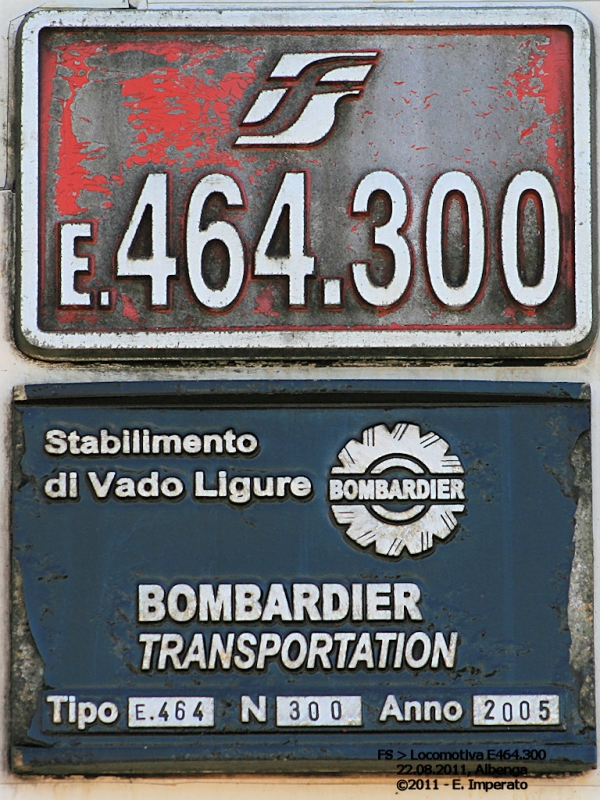 E.464.300
Stabilimento
di Vado Ligure
BOMBARDIER
BOMBARDIER
TRANSPORTATION
Tipo E.464 N 300 Anno 2005
FS > Locomotiva E464.300
22.08.2011, Albenga
©2011 - E. Imperato